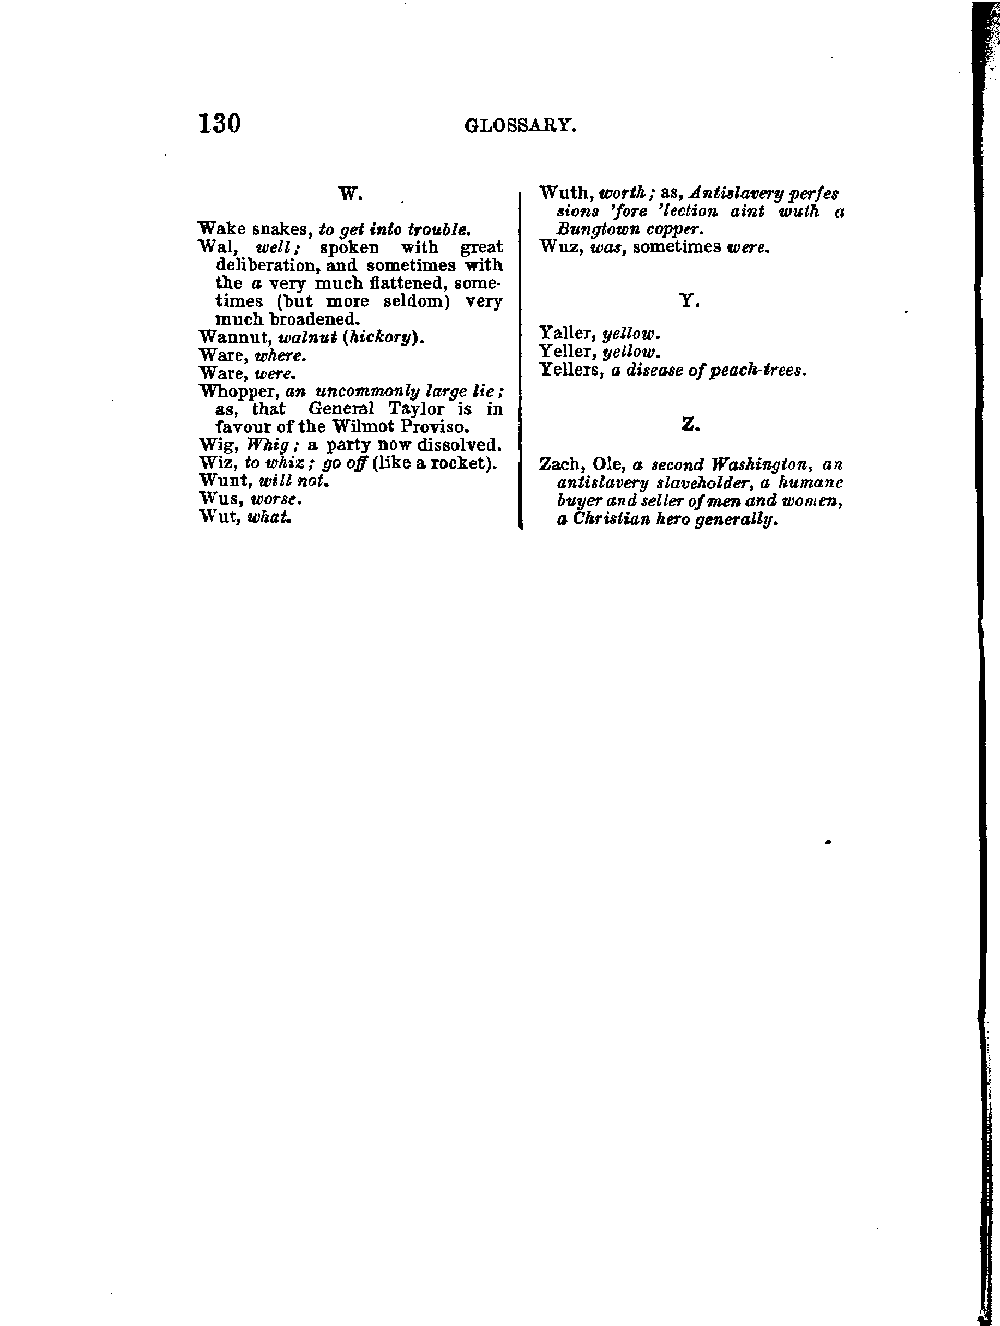 130
GLOSSARY.
W.
Wake snakes, to get into trouble.
Wal, well; spoken with great
deliberation, and sometimes with
the a very much flattened, some-
times (but more seldom) very
much broadened.
Wannut, walnut (hickory).
Ware, where.
Ware, were.
Whopper, an uncommonly large lie;
as, that General Taylor is in
favour of the Wilmot Proviso.
Wig, Whig; a party now dissolved.
Wiz, to whiz; go off (like a rocket).
Wunt, will not.
Wus, worse.
Wut, what.
Wuth, worth; as, Antislavery perfes
sions 'fore 'lection aint wuth a
Bungtown copper.
Wuz, was, sometimes were.
Y.
Yaller, yellow.
Yeller, yellow.
Yellers, a disease of peach-trees.
Z.
Zach, Ole, a second Washington, an
antislavery slaveholder, a humane
buyer and seller of men and women,
a Christian hero generally.